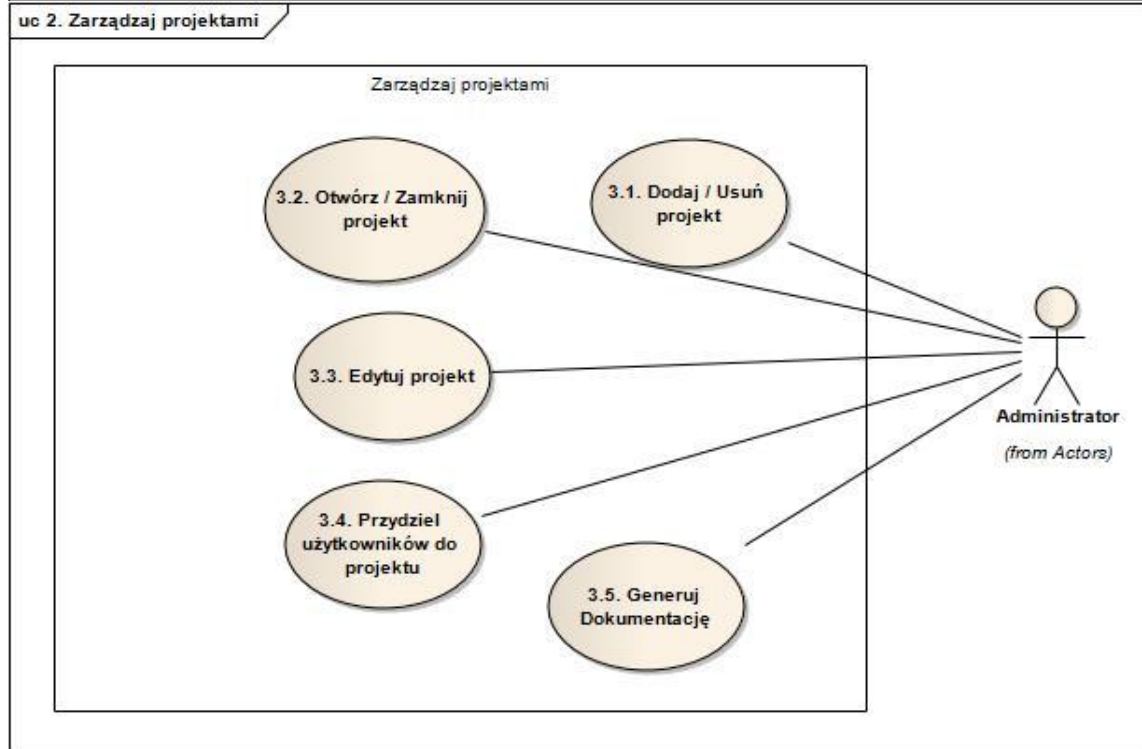 uc 2. Zarządzaj projektami
Zarządzaj projektami
3.2. Otwórz / Zamknij
projekt
3.1. Dodaj / Usuń
projekt
3.3. Edytuj projekt
Administrator
(from Actors)
3.4. Przydziel
użytkowników do
projektu
3.5. Generuj
Dokumentację